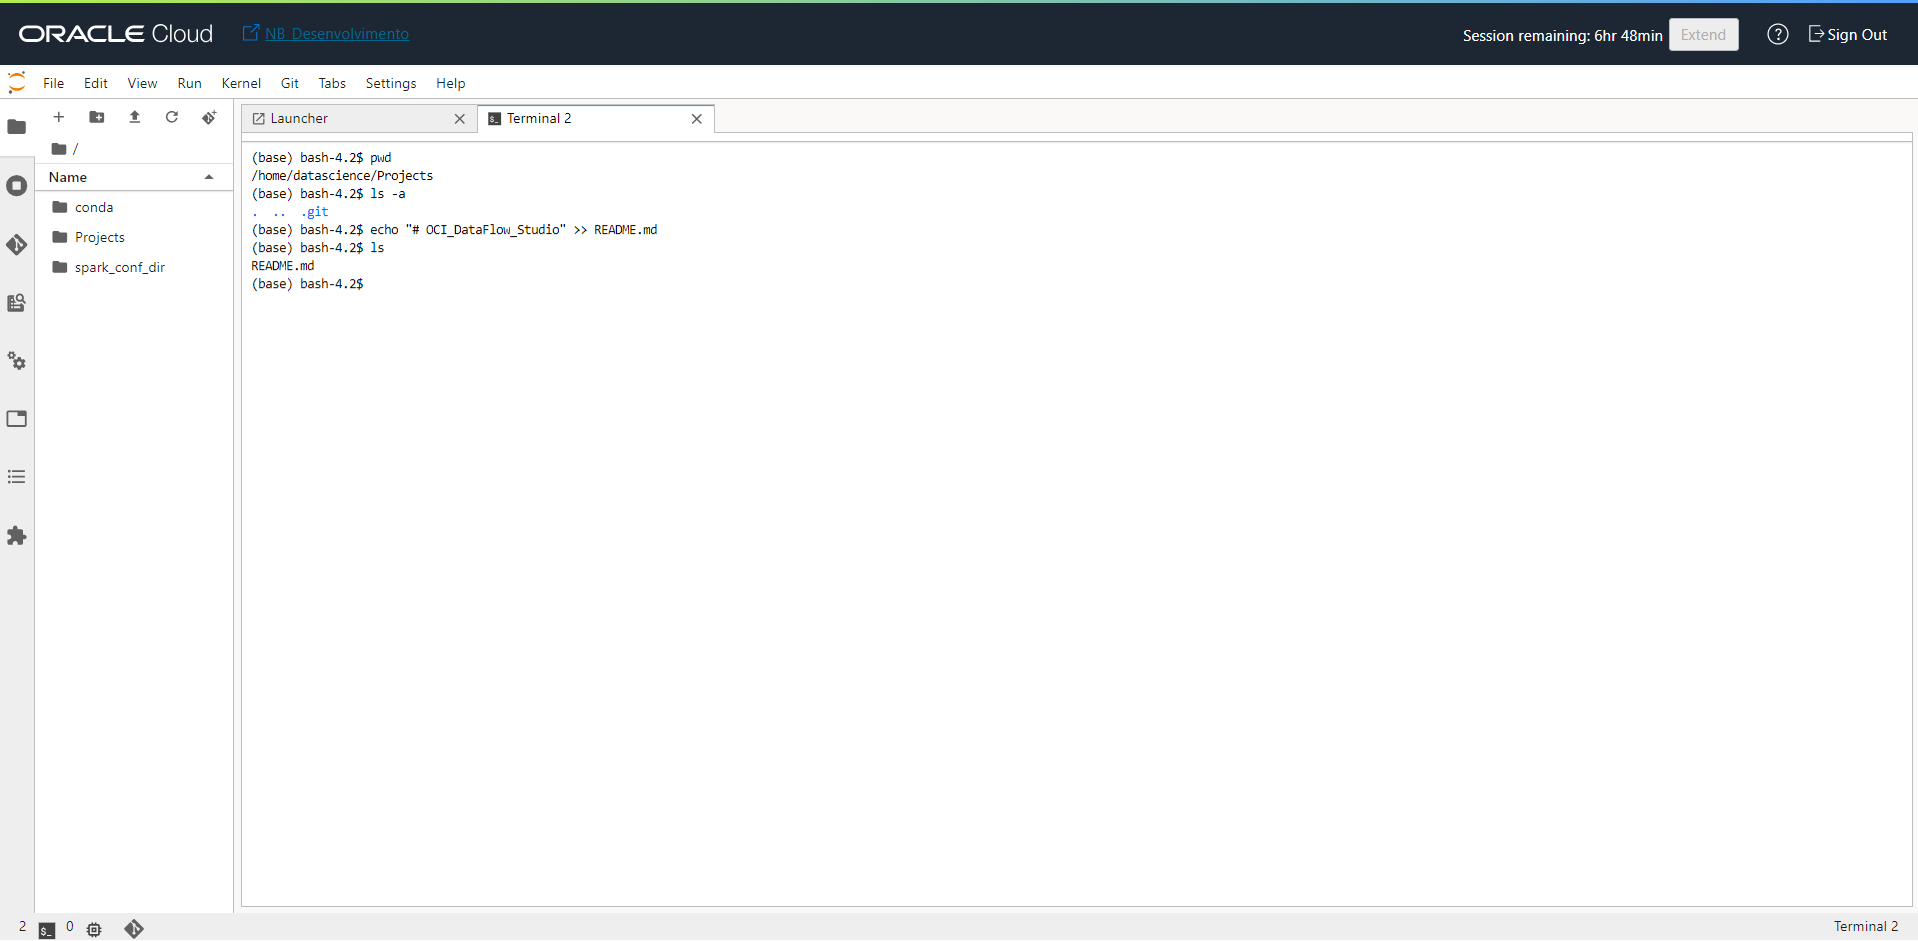 ORACLE Cloud
NB_Desenvolvimento
Session remaining: 6hr 48min
Extend
?
Sign Out
File Edit View Run Kernel Git Tabs Settings Help
Launcher
Terminal 2
/
Name
conda
Projects
spark_conf_dir
(base) bash-4.2$ pwd
/home/datascience/Projects
(base) bash-4.2$ ls -a
. .. .git
(base) bash-4.2$ echo "# OCI_DataFlow_Studio" >> README.md
(base) bash-4.2$ ls
README.md
(base) bash-4.2$
2 $_ 0
Terminal 2